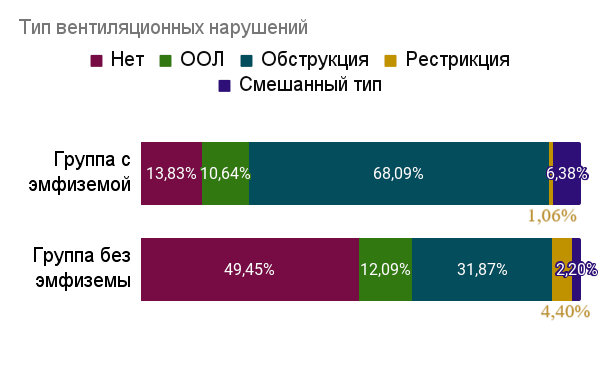 Тип вентиляционных нарушений
Нет ООЛ Обструкция Рестрикция
Смешанный тип
Группа с
эмфиземой
13,83% 10,64% 68,09% 6,38%
1,06%
Группа без
эмфиземы
49,45% 12,09% 31,87% 2,20%
4,40%